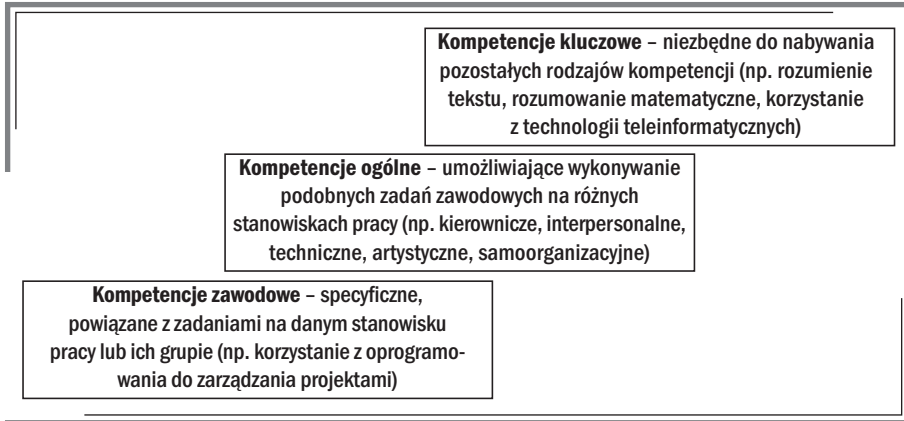 Kompetencje kluczowe – niezbędne do nabywania
pozostałych rodzajów kompetencji (np. rozumienie
tekstu, rozumowanie matematyczne, korzystanie
z technologii teleinformatycznych)
Kompetencje ogólne – umożliwiające wykonywanie
podobnych zadań zawodowych na różnych
stanowiskach pracy (np. kierownicze, interpersonalne,
techniczne, artystyczne, samoorganizacyjne)
Kompetencje zawodowe – specyficzne,
powiązane z zadaniami na danym stanowisku
pracy lub ich grupie (np. korzystanie z oprogramo-
wania do zarządzania projektami)